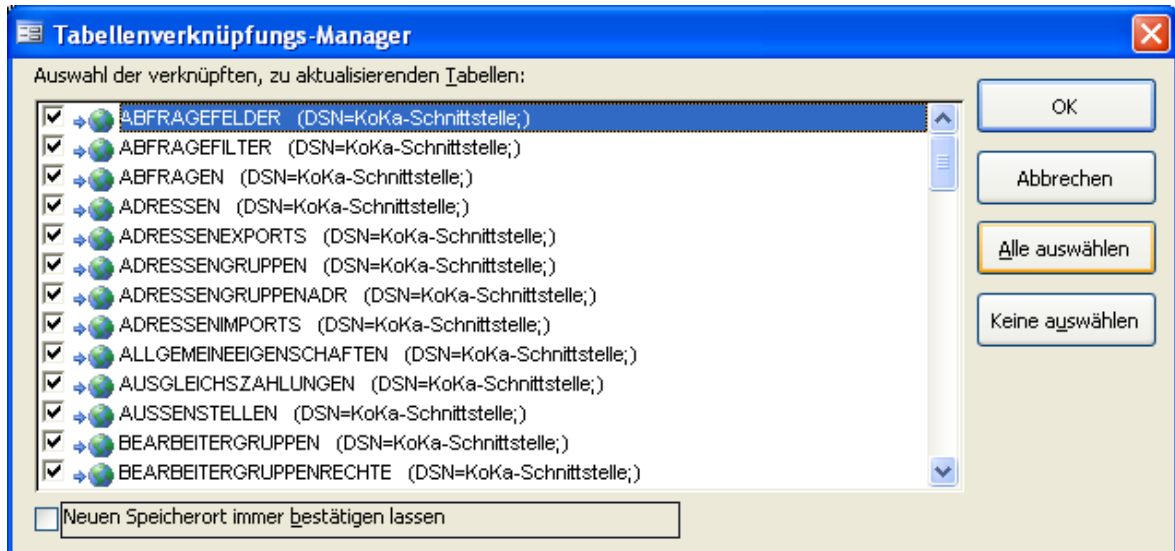 Tabellenverknüpfungs-Manager
Auswahl der verknüpften, zu aktualisierenden Tabellen:
ABFRAGEFELDER (DSN=KoKa-Schnittstelle;)
ABFRAGEFILTER (DSN=KoKa-Schnittstelle;)
ABFRAGEN (DSN=KoKa-Schnittstelle;)
ADRESSEN (DSN=KoKa-Schnittstelle;)
ADRESSENEXPORTS (DSN=KoKa-Schnittstelle;)
ADRESSENGRUPPEN (DSN=KoKa-Schnittstelle;)
ADRESSENGRUPPENADR (DSN=KoKa-Schnittstelle;)
ADRESSENIMPORTS (DSN=KoKa-Schnittstelle;)
ALLGEMEINEEIGENSCHAFTEN (DSN=KoKa-Schnittstelle;)
AUSGLEICHSZAHLUNGEN (DSN=KoKa-Schnittstelle;)
AUSSENSTELLEN (DSN=KoKa-Schnittstelle;)
BEARBEITERGRUPPEN (DSN=KoKa-Schnittstelle;)
BEARBEITERGRUPPENRECHTE (DSN=KoKa-Schnittstelle;)
Neuen Speicherort immer bestätigen lassen
OK
Abbrechen
Alle auswählen
Keine auswählen